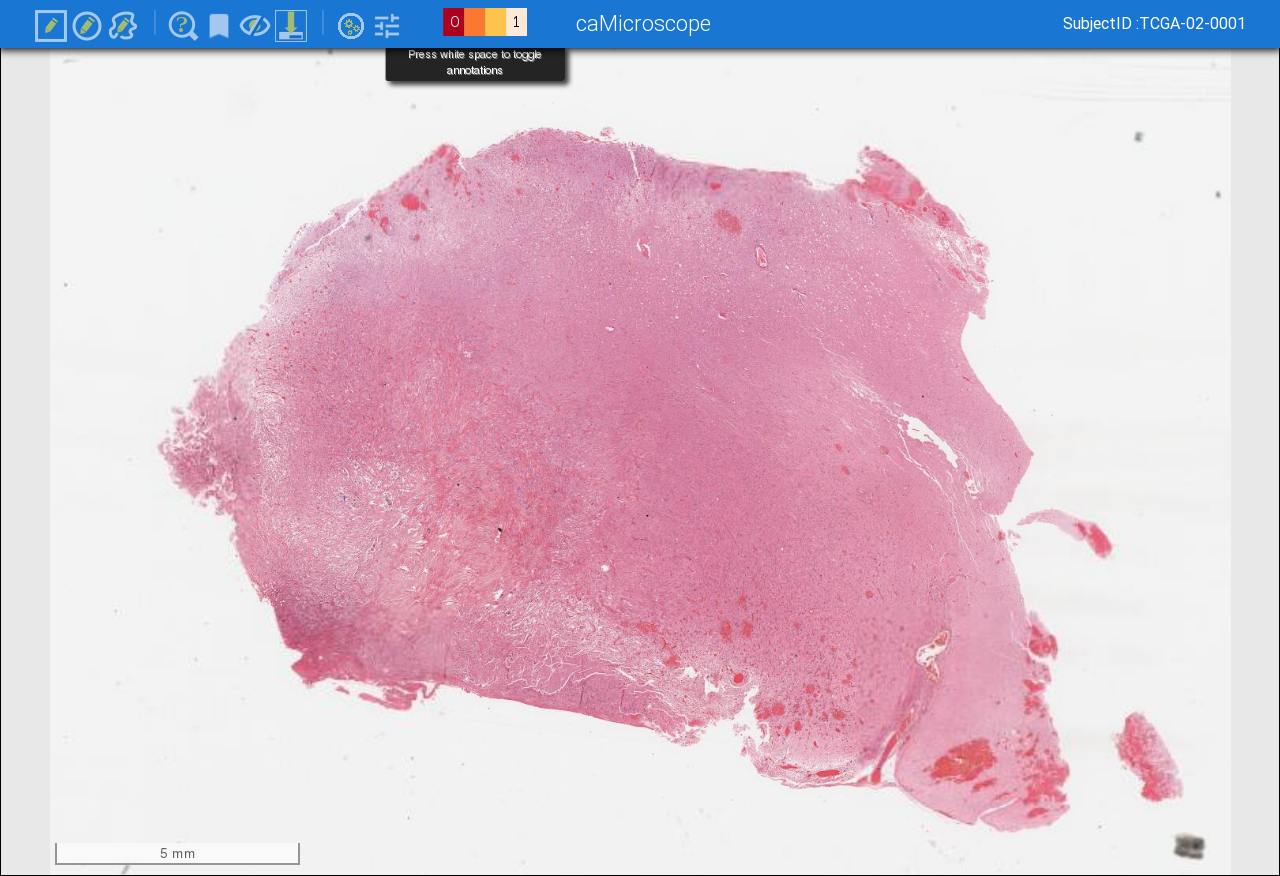 0 1
caMicroscope
SubjectID :TCGA-02-0001
Press white space to toggle
annotations
5 mm